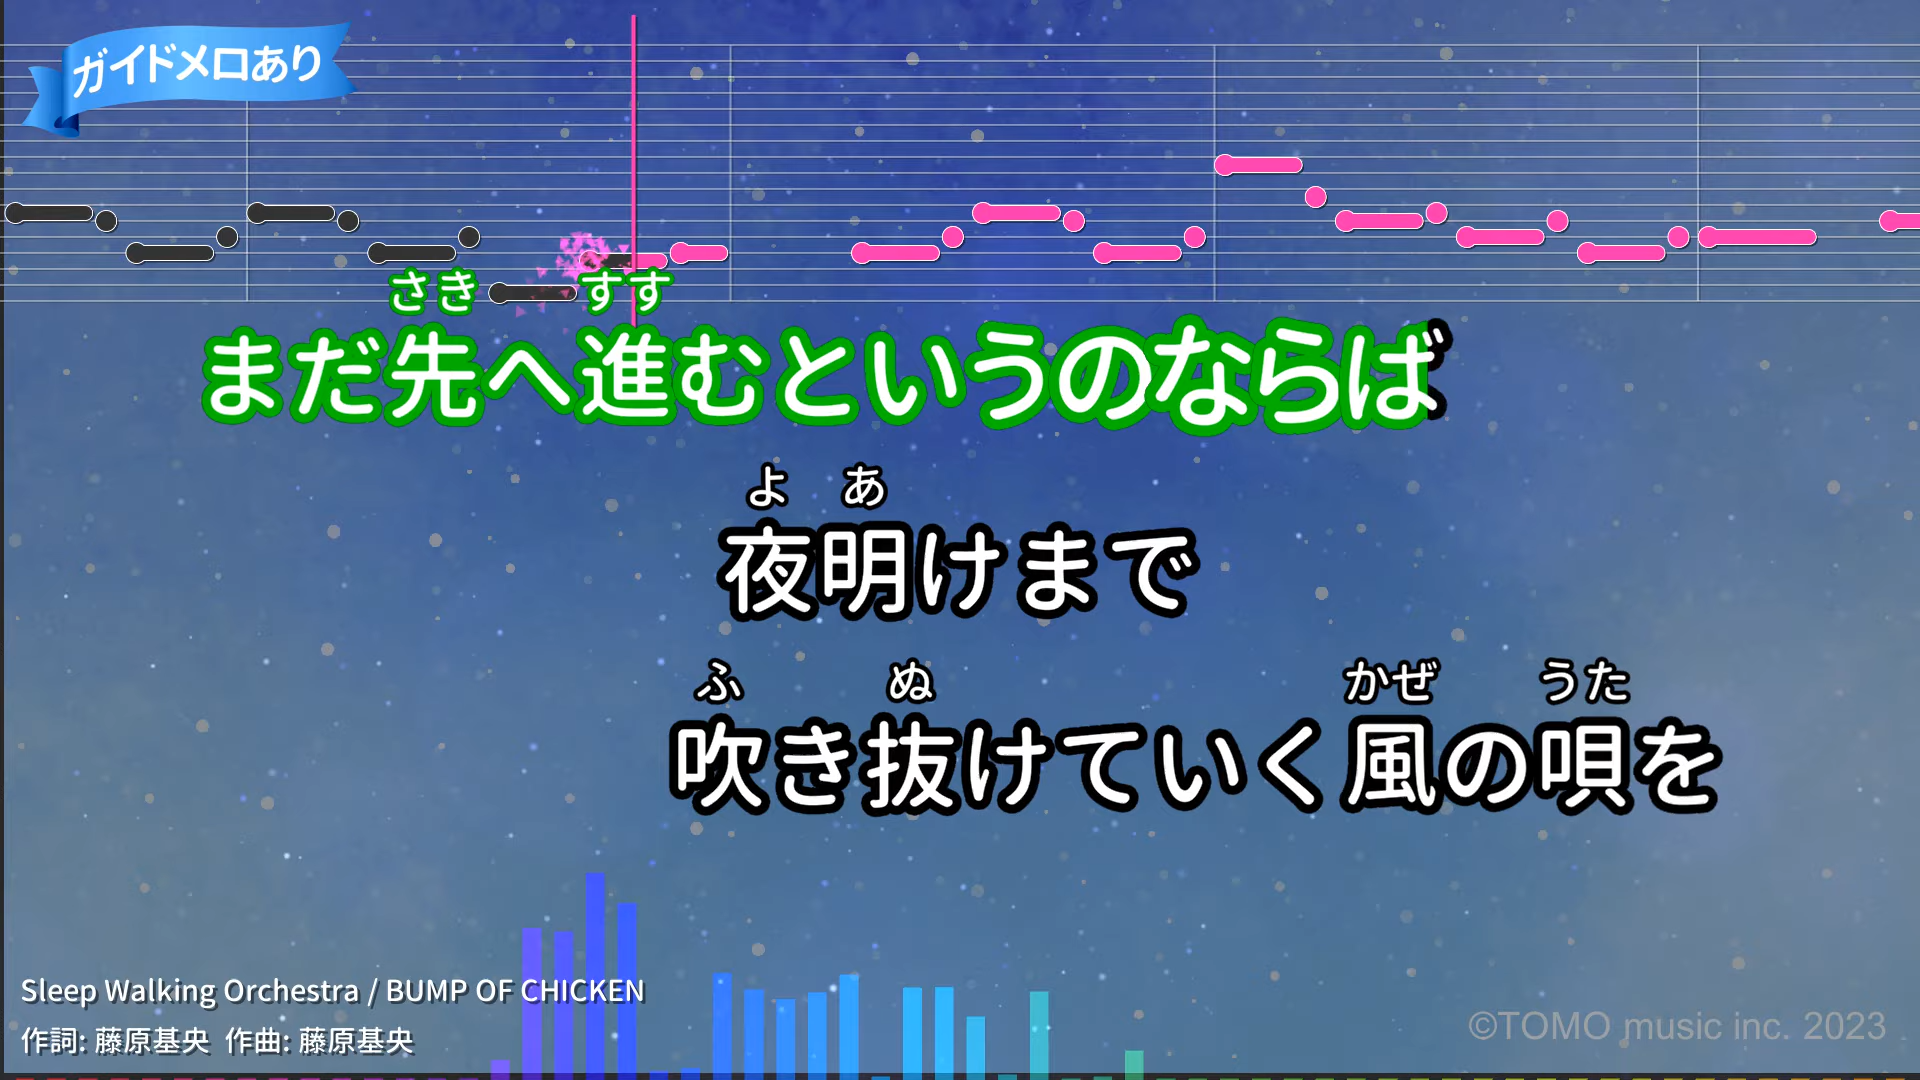 ガイドメロあり
さき すす
まだ先へ進むというのならば
よ あ
夜明けまで
ふ ぬ かぜ うた
吹き抜けていく風の唄を
Sleep Walking Orchestra / BUMP OF CHICKEN
作詞: 藤原基央 作曲: 藤原基央
©TOMO music inc. 2023